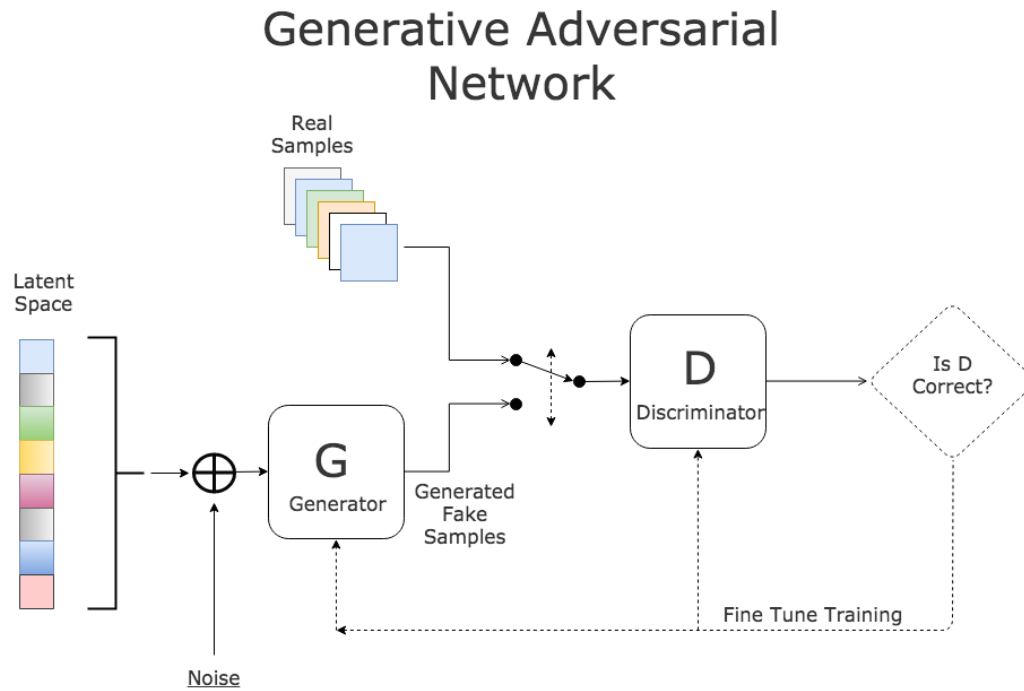 Generative Adversarial
Network
Real
Samples
Latent
Space
D
Discriminator
Is D
Correct?
G
Generator
Generated
Fake
Samples
Fine Tune Training
Noise